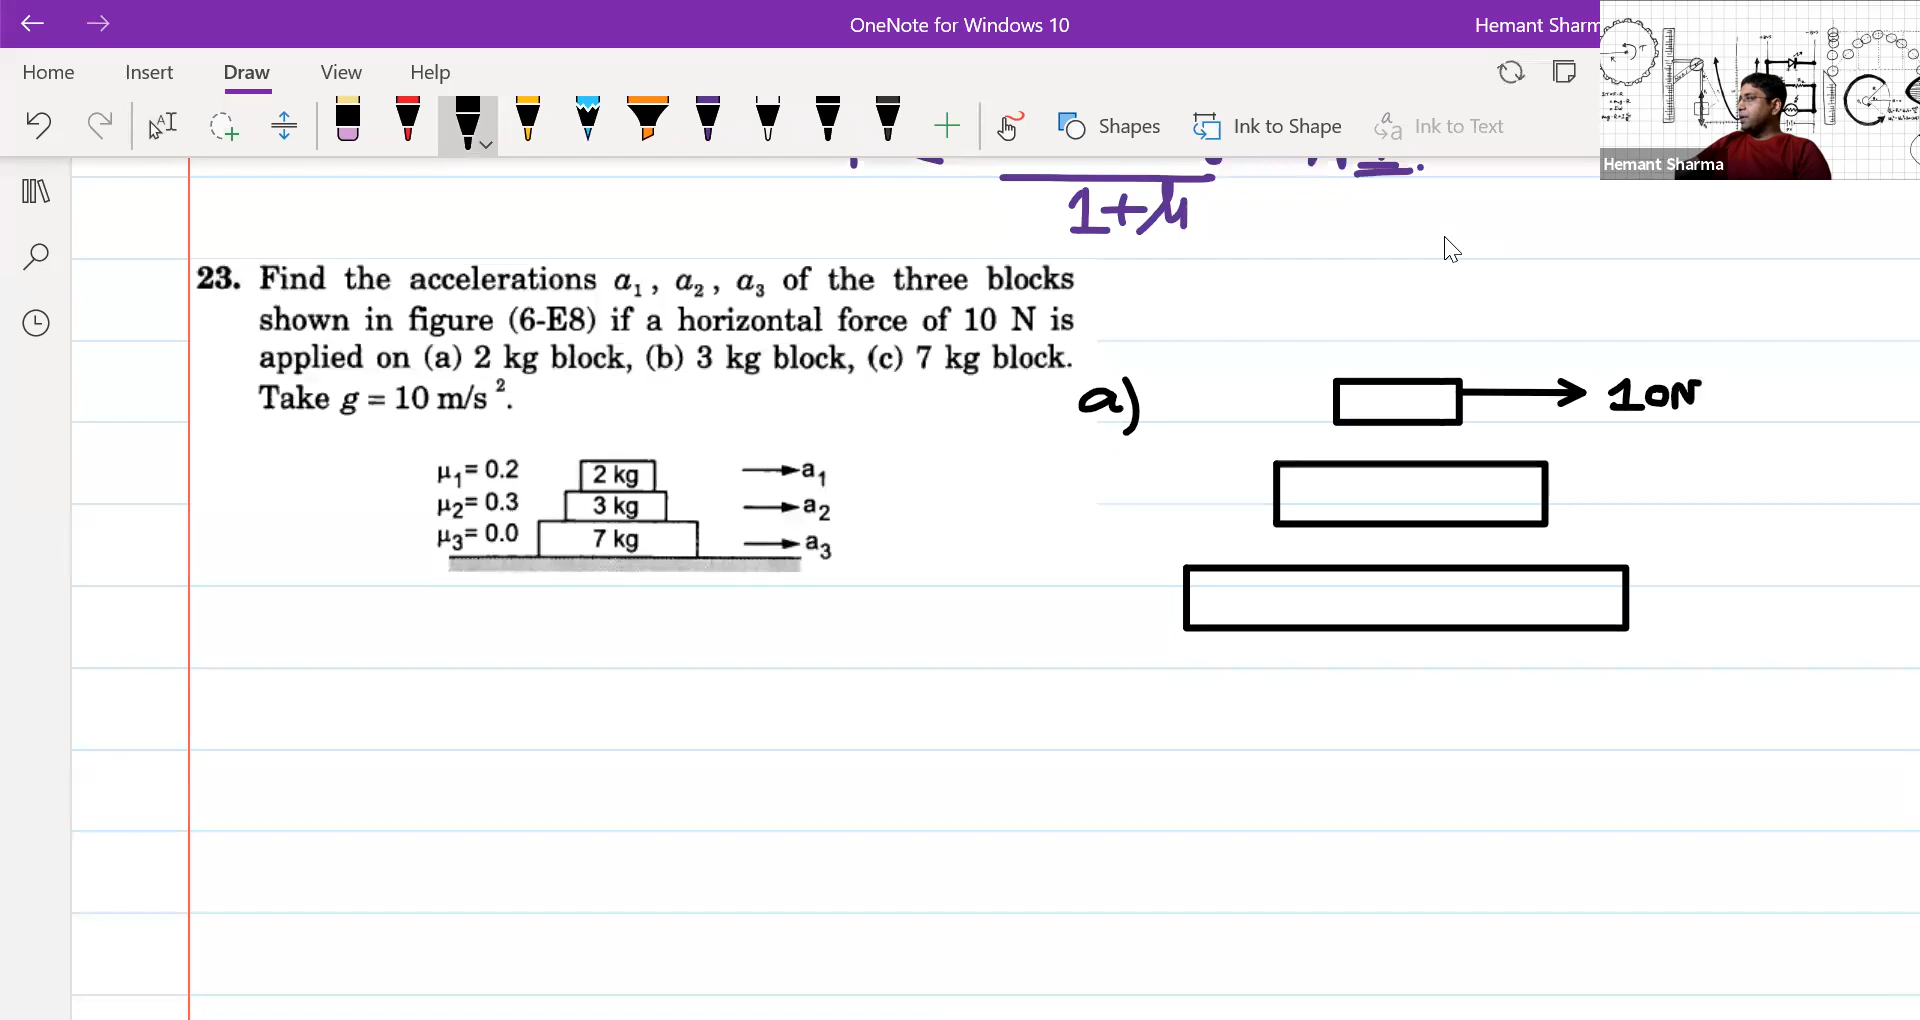 OneNote for Windows 10
Hemant Sharm
Home Insert Draw View Help
Shapes Ink to Shape Ink to Text
Hemant Sharma
1+μ
23. Find the accelerations a₁, a₂, a₃ of the three blocks
shown in figure (6-E8) if a horizontal force of 10 N is
applied on (a) 2 kg block, (b) 3 kg block, (c) 7 kg block.
Take g = 10 m/s².
μ₁= 0.2 2 kg a₁
μ₂= 0.3 3 kg a₂
μ₃= 0.0 7 kg a₃
a) 10N